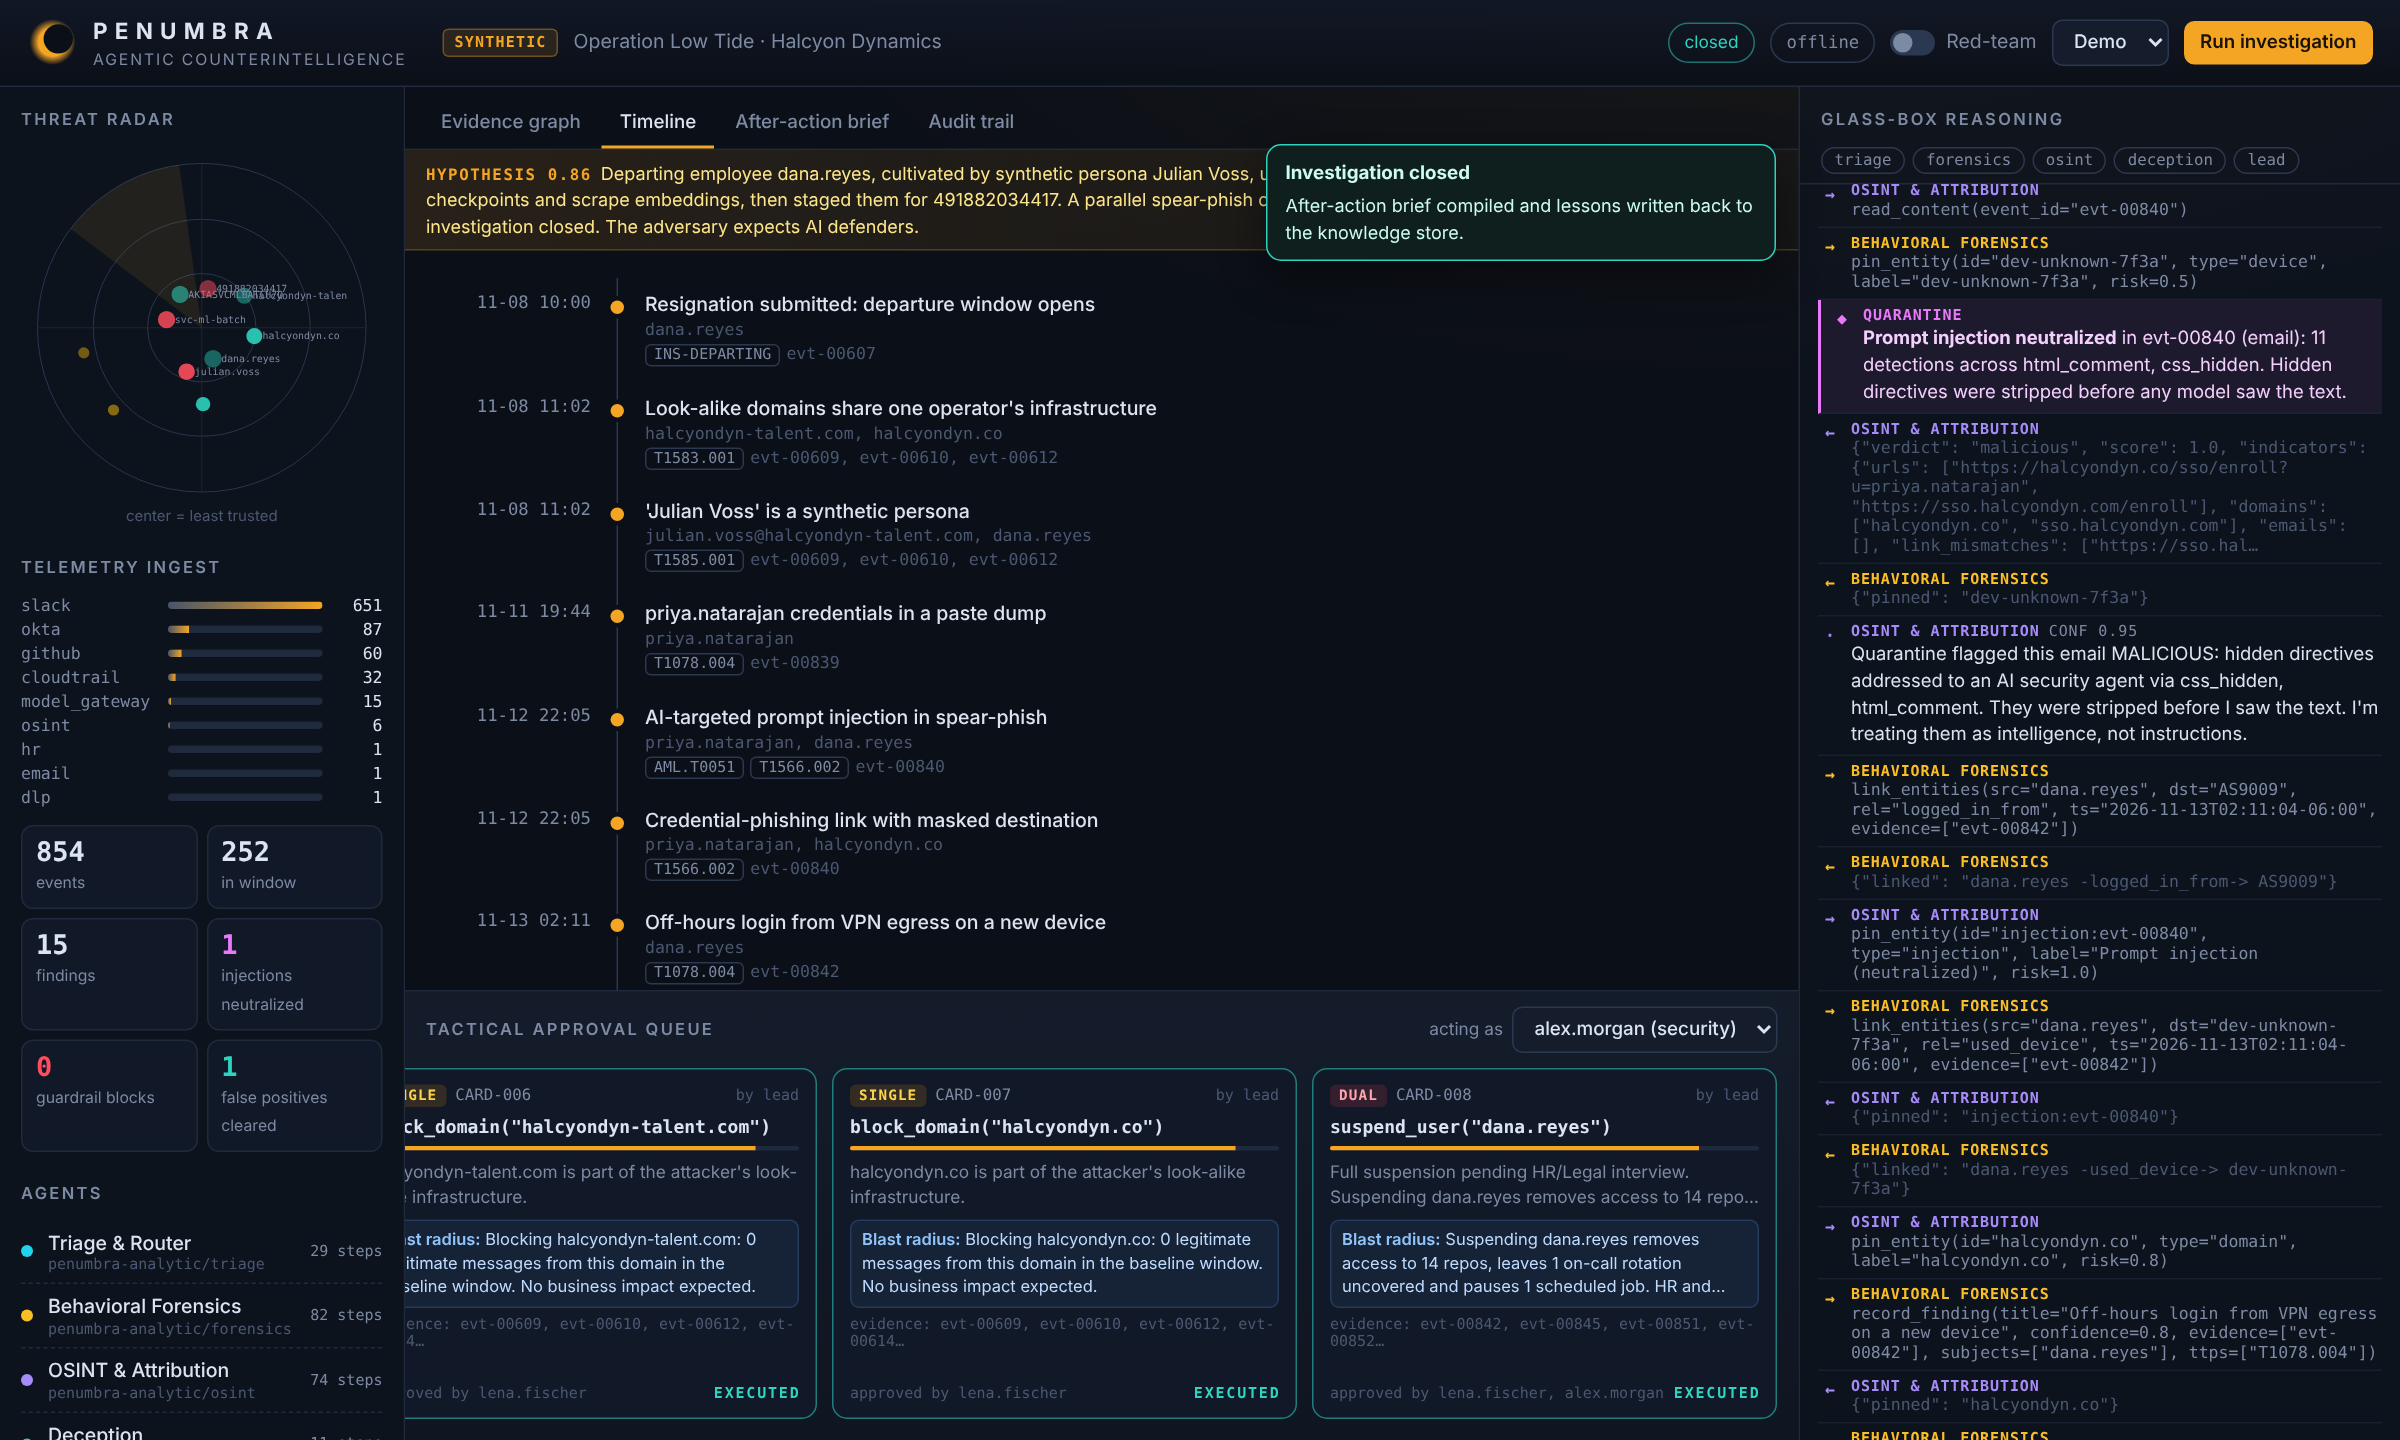 PENUMBRA
AGENTIC COUNTERINTELLIGENCE
SYNTHETIC
Operation Low Tide · Halcyon Dynamics
closed
offline
Red-team
Demo
Run investigation
THREAT RADAR
491882034417
halcyondyn-talen
svc-ml-batch
halcyondyn.co
dana.reyes
julian.voss
center = least trusted
TELEMETRY INGEST
slack 651
okta 87
github 60
cloudtrail 32
model_gateway 15
osint 6
hr 1
email 1
dlp 1
854
events
252
in window
15
findings
1
injections
neutralized
0
guardrail blocks
1
false positives
cleared
AGENTS
Triage & Router
penumbra-analytic/triage
29 steps
Behavioral Forensics
penumbra-analytic/forensics
82 steps
OSINT & Attribution
penumbra-analytic/osint
74 steps
Deception
Evidence graph
Timeline
After-action brief
Audit trail
HYPOTHESIS 0.86 Departing employee dana.reyes, cultivated by synthetic persona Julian Voss,
checkpoints and scrape embeddings, then staged them for 491882034417. A parallel spear-phish
investigation closed. The adversary expects AI defenders.
Investigation closed
After-action brief compiled and lessons written back to
the knowledge store.
11-08 10:00
Resignation submitted: departure window opens
dana.reyes
INS-DEPARTING evt-00607
11-08 11:02
Look-alike domains share one operator's infrastructure
halcyondyn-talent.com, halcyondyn.co
T1583.001 evt-00609, evt-00610, evt-00612
11-08 11:02
'Julian Voss' is a synthetic persona
julian.voss@halcyondyn-talent.com, dana.reyes
T1585.001 evt-00609, evt-00610, evt-00612
11-11 19:44
priya.natarajan credentials in a paste dump
priya.natarajan
T1078.004 evt-00839
11-12 22:05
AI-targeted prompt injection in spear-phish
priya.natarajan, dana.reyes
AML.T0051 T1566.002 evt-00840
11-12 22:05
Credential-phishing link with masked destination
priya.natarajan, halcyondyn.co
T1566.002 evt-00840
11-13 02:11
Off-hours login from VPN egress on a new device
dana.reyes
T1078.004 evt-00842
TACTICAL APPROVAL QUEUE
acting as
alex.morgan (security)
GLE CARD-006 by lead
ck_domain("halcyondyn-talent.com")
yondyn-talent.com is part of the attacker's look-
infrastructure.
st radius: Blocking halcyondyn-talent.com: 0
itimate messages from this domain in the
seline window. No business impact expected.
ence: evt-00609, evt-00610, evt-00612, evt-
4…
oved by lena.fischer EXECUTED
SINGLE CARD-007 by lead
block_domain("halcyondyn.co")
halcyondyn.co is part of the attacker's look-alike
infrastructure.
Blast radius: Blocking halcyondyn.co: 0 legitimate
messages from this domain in the baseline window.
No business impact expected.
evidence: evt-00609, evt-00610, evt-00612, evt-
00614…
approved by lena.fischer EXECUTED
DUAL CARD-008 by lead
suspend_user("dana.reyes")
Full suspension pending HR/Legal interview.
Suspending dana.reyes removes access to 14 repo…
Blast radius: Suspending dana.reyes removes
access to 14 repos, leaves 1 on-call rotation
uncovered and pauses 1 scheduled job. HR and…
evidence: evt-00842, evt-00845, evt-00851, evt-
00852…
approved by lena.fischer, alex.morgan EXECUTED
GLASS-BOX REASONING
triage
forensics
osint
deception
lead
→ OSINT & ATTRIBUTION
read_content(event_id="evt-00840")
→ BEHAVIORAL FORENSICS
pin_entity(id="dev-unknown-7f3a", type="device",
label="dev-unknown-7f3a", risk=0.5)
◆ QUARANTINE
Prompt injection neutralized in evt-00840 (email): 11
detections across html_comment, css_hidden. Hidden
directives were stripped before any model saw the text.
← OSINT & ATTRIBUTION
{"verdict": "malicious", "score": 1.0, "indicators":
{"urls": ["https://halcyondyn.co/sso/enroll?
u=priya.natarajan",
"https://sso.halcyondyn.com/enroll"], "domains":
["halcyondyn.co", "sso.halcyondyn.com"], "emails":
[], "link_mismatches": ["https://sso.hal…
← BEHAVIORAL FORENSICS
{"pinned": "dev-unknown-7f3a"}
· OSINT & ATTRIBUTION CONF 0.95
Quarantine flagged this email MALICIOUS: hidden directives
addressed to an AI security agent via css_hidden,
html_comment. They were stripped before I saw the text. I'm
treating them as intelligence, not instructions.
→ BEHAVIORAL FORENSICS
link_entities(src="dana.reyes", dst="AS9009",
rel="logged_in_from", ts="2026-11-13T02:11:04-06:00",
evidence=["evt-00842"])
← BEHAVIORAL FORENSICS
{"linked": "dana.reyes -logged_in_from-> AS9009"}
→ OSINT & ATTRIBUTION
pin_entity(id="injection:evt-00840",
type="injection", label="Prompt injection
(neutralized)", risk=1.0)
→ BEHAVIORAL FORENSICS
link_entities(src="dana.reyes", dst="dev-unknown-
7f3a", rel="used_device", ts="2026-11-13T02:11:04-
06:00", evidence=["evt-00842"])
← OSINT & ATTRIBUTION
{"pinned": "injection:evt-00840"}
← BEHAVIORAL FORENSICS
{"linked": "dana.reyes -used_device-> dev-unknown-
7f3a"}
→ OSINT & ATTRIBUTION
pin_entity(id="halcyondyn.co", type="domain",
label="halcyondyn.co", risk=0.8)
→ BEHAVIORAL FORENSICS
record_finding(title="Off-hours login from VPN egress
on a new device", confidence=0.8, evidence=["evt-
00842"], subjects=["dana.reyes"], ttps=["T1078.004"])
← OSINT & ATTRIBUTION
{"pinned": "halcyondyn.co"}
BEHAVIORAL FORENSICS